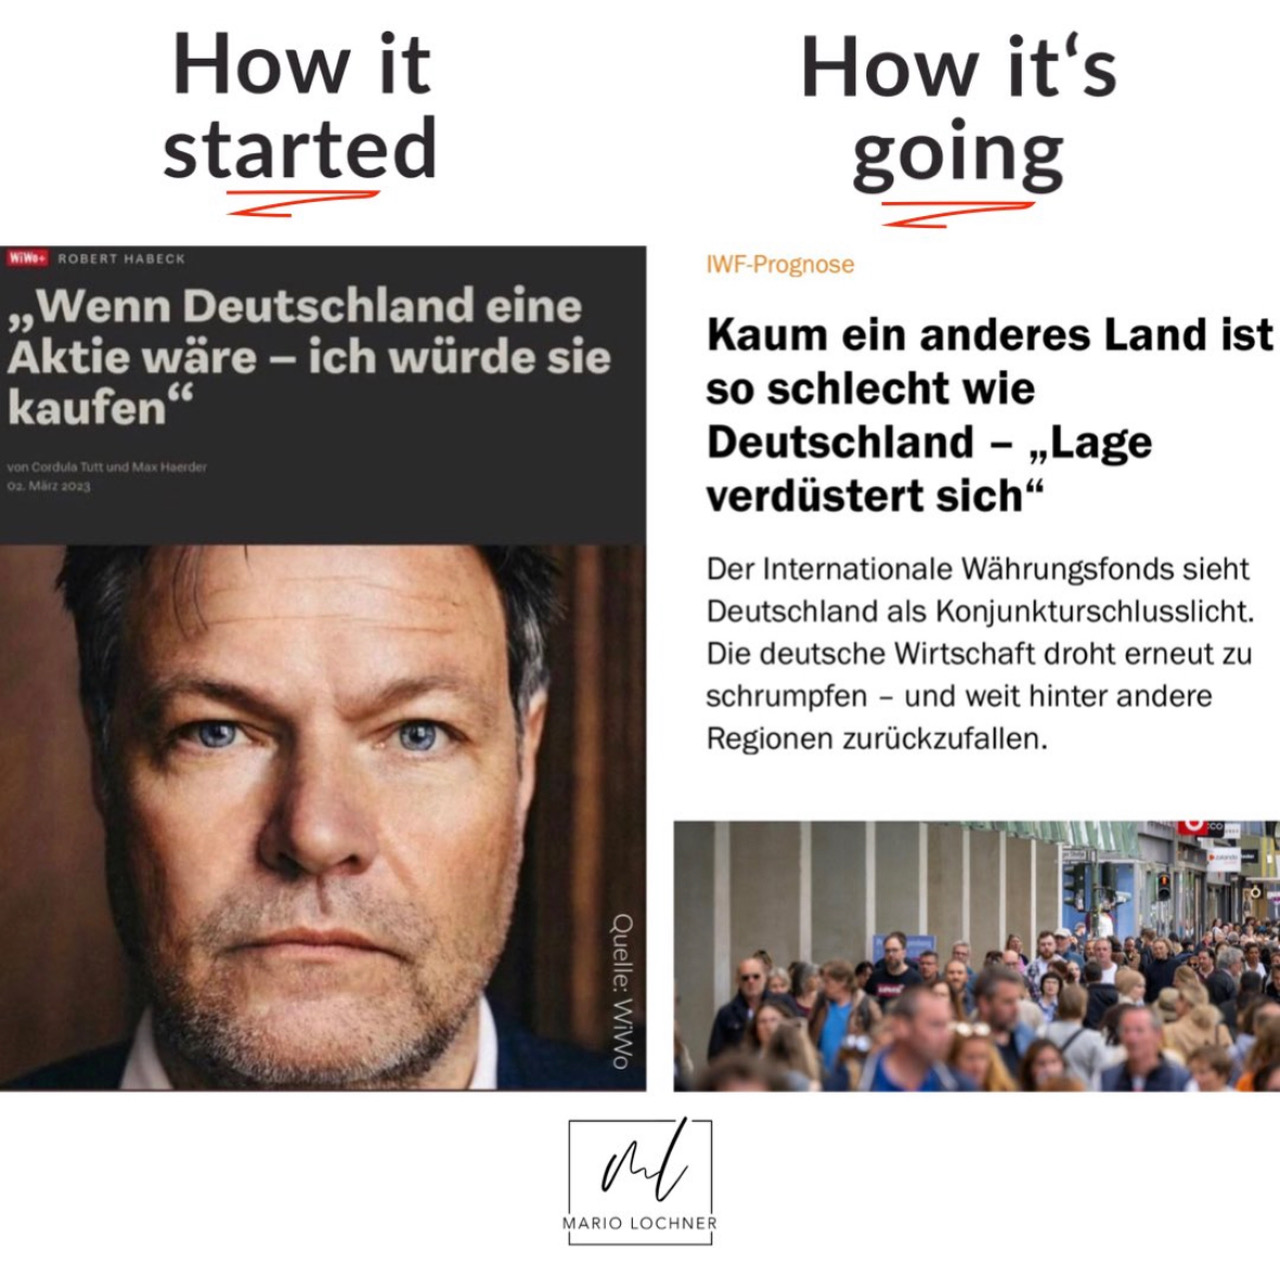 How it
started
How it‘s
going
WiWo+ ROBERT HABECK
„Wenn Deutschland eine
Aktie wäre – ich würde sie
kaufen“
von Cordula Tutt und Max Haerder
02. März 2023
Quelle: WiWo
IWF-Prognose
Kaum ein anderes Land ist
so schlecht wie
Deutschland – „Lage
verdüstert sich“
Der Internationale Währungsfonds sieht
Deutschland als Konjunkturschlusslicht.
Die deutsche Wirtschaft droht erneut zu
schrumpfen – und weit hinter andere
Regionen zurückzufallen.
ml
MARIO LOCHNER